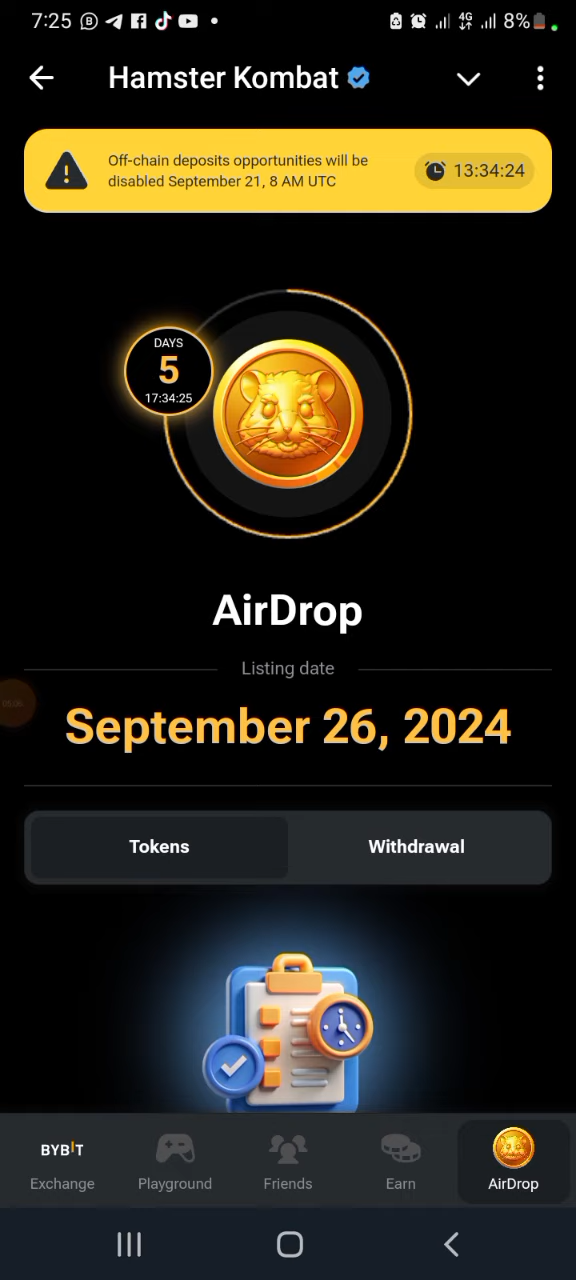 7:25
4G
8%
Hamster Kombat
Off-chain deposits opportunities will be
disabled September 21, 8 AM UTC
13:34:24
DAYS
5
17:34:25
AirDrop
Listing date
September 26, 2024
Tokens
Withdrawal
BYBIT
Exchange
Playground
Friends
Earn
AirDrop